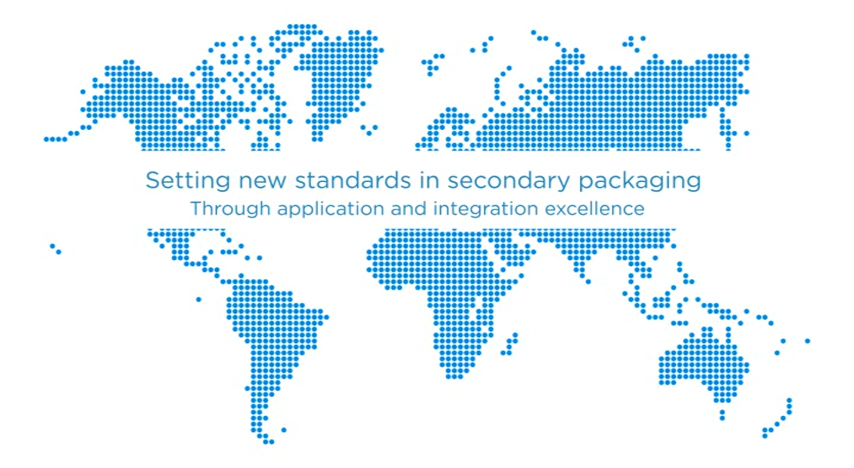 Setting new standards in secondary packaging
Through application and integration excellence